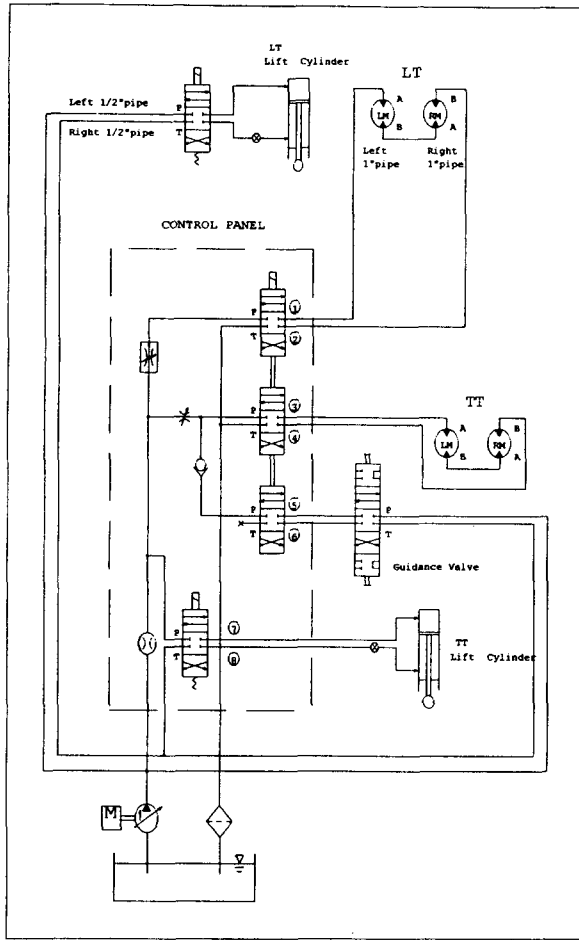 LT
Lift Cylinder
LT
Left 1/2"pipe
P
Right 1/2"pipe
T
A
B
LM
RM
B
A
Left
1"pipe
Right
1"pipe
CONTROL PANEL
P
①
T
②
P
③
T
④
TT
A
B
LM
RM
B
A
P
⑤
T
⑥
P
T
Guidance Valve
P
⑦
T
⑧
TT
Lift Cylinder
M